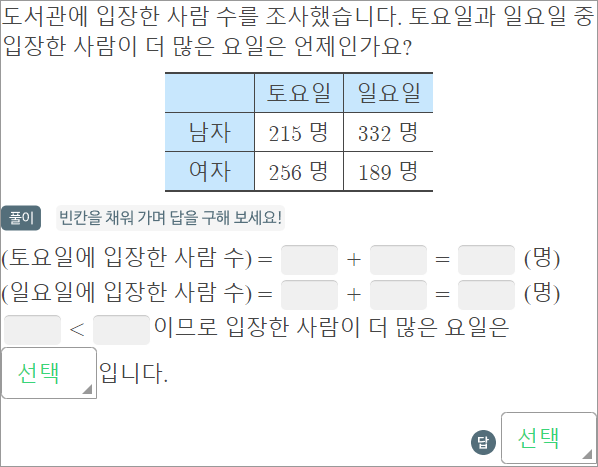 도서관에 입장한 사람 수를 조사했습니다. 토요일과 일요일 중
입장한 사람이 더 많은 요일은 언제인가요?
토요일 일요일
남자 215 명 332 명
여자 256 명 189 명
풀이 빈칸을 채워 가며 답을 구해 보세요!
(토요일에 입장한 사람 수) = + = (명)
(일요일에 입장한 사람 수) = + = (명)
< 이므로 입장한 사람이 더 많은 요일은
선택 입니다.
답 선택